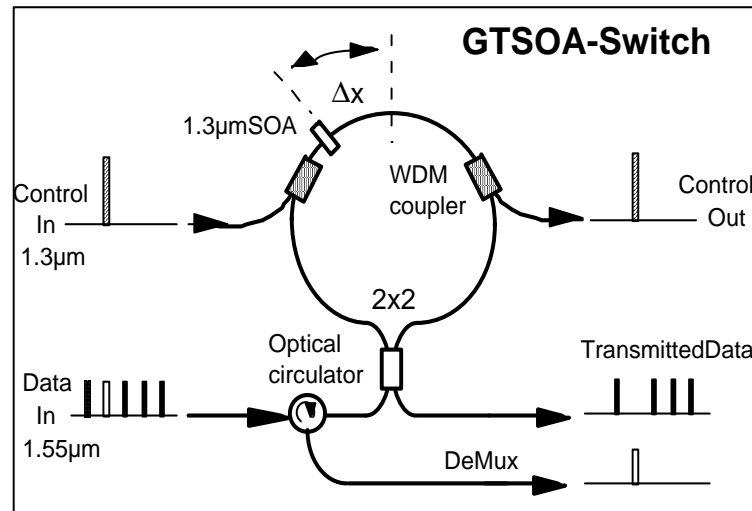 GTSOA-Switch
Δx
1.3µmSOA
Control
In
1.3µm
WDM
coupler
Control
Out
2x2
Optical
circulator
Data
In
1.55µm
TransmittedData
DeMux